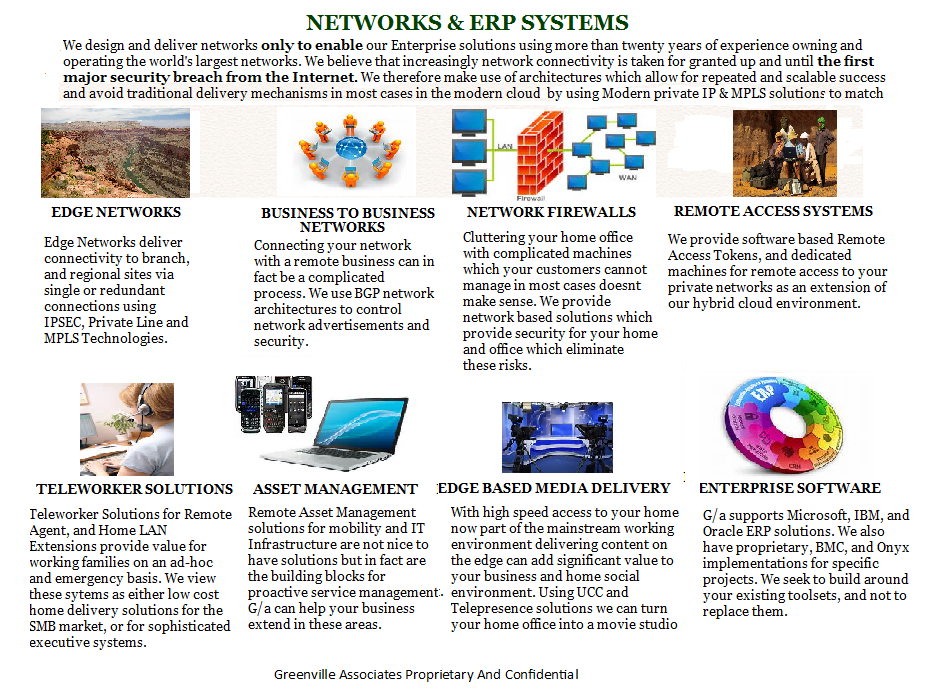 NETWORKS & ERP SYSTEMS
We design and deliver networks only to enable our Enterprise solutions using more than twenty years of experience owning and
operating the world's largest networks. We believe that increasingly network connectivity is taken for granted up and until the first
major security breach from the Internet. We therefore make use of architectures which allow for repeated and scalable success
and avoid traditional delivery mechanisms in most cases in the modern cloud by using Modern private IP & MPLS solutions to match
LAN
WAN
Firewall
EDGE NETWORKS
Edge Networks deliver
connectivity to branch,
and regional sites via
single or redundant
connections using
IPSEC, Private Line and
MPLS Technologies.
BUSINESS TO BUSINESS
NETWORKS
Connecting your network
with a remote business can in
fact be a complicated
process. We use BGP network
architectures to control
network advertisements and
security.
NETWORK FIREWALLS
Cluttering your home office
with complicated machines
which your customers cannot
manage in most cases doesnt
make sense. We provide
network based solutions which
provide security for your home
and office which eliminate
these risks.
REMOTE ACCESS SYSTEMS
We provide software based Remote
Access Tokens, and dedicated
machines for remote access to your
private networks as an extension of
our hybrid cloud environment.
TELEWORKER SOLUTIONS
Teleworker Solutions for Remote
Agent, and Home LAN
Extensions provide value for
working families on an ad-hoc
and emergency basis. We view
these sytems as either low cost
home delivery solutions for the
SMB market, or for sophisticated
executive systems.
ASSET MANAGEMENT
Remote Asset Management
solutions for mobility and IT
Infrastructure are not nice to
have solutions but in fact are
the building blocks for
proactive service management.
G/a can help your business
extend in these areas.
EDGE BASED MEDIA DELIVERY
With high speed access to your home
now part of the mainstream working
environment delivering content on
the edge can add significant value to
your business and home social
environment. Using UCC and
Telepresence solutions we can turn
your home office into a movie studio
ERP
CRM
ENTERPRISE SOFTWARE
G/a supports Microsoft, IBM, and
Oracle ERP solutions. We also
have proprietary, BMC, and Onyx
implementations for specific
projects. We seek to build around
your existing toolsets, and not to
replace them.
Greenville Associates Proprietary And Confidential